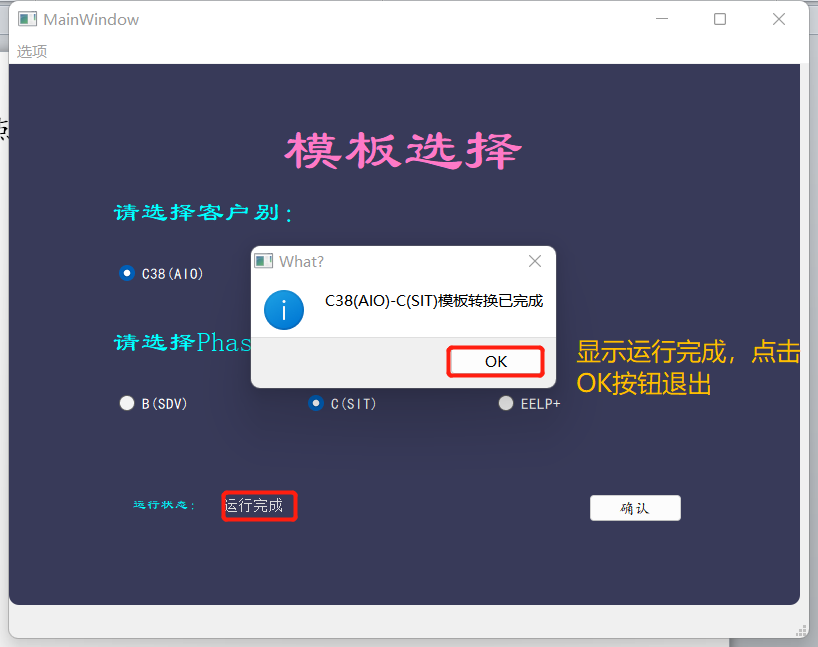 MainWindow
选项
模板选择
请选择客户别：
C38(AIO)
What?
C38(AIO)-C(SIT)模板转换已完成
OK
请选择Phas
显示运行完成，点击
OK按钮退出
B(SDV)
C(SIT)
EELP+
运行状态：
运行完成
确认